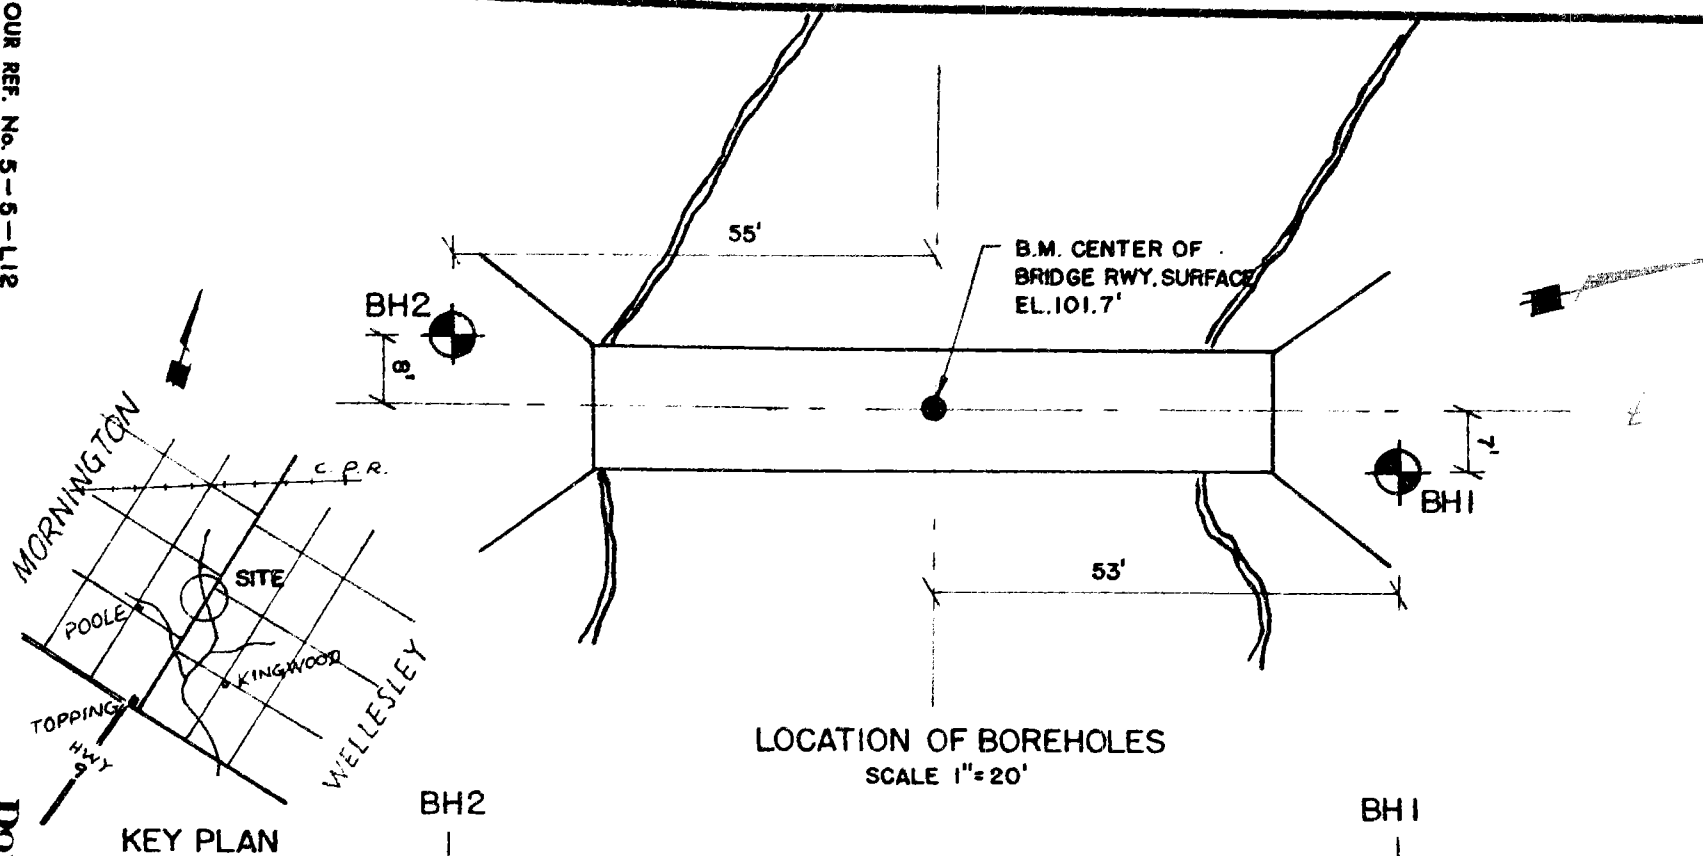 OUR REF. No. 5-5-L12
55'
B.M. CENTER OF
BRIDGE RWY. SURFACE
EL. 101.7'
BH2
8'
7'
BH1
MORNINGTON
C. P. R.
SITE
POOLE
KINGWOOD
TOPPING
HWY
WELLESLEY
53'
LOCATION OF BOREHOLES
SCALE 1"=20'
BH2
BH1
KEY PLAN